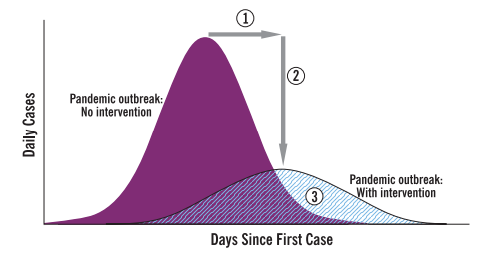 ①
②
Pandemic outbreak:
No intervention
Daily Cases
Pandemic outbreak:
With intervention
③
Days Since First Case